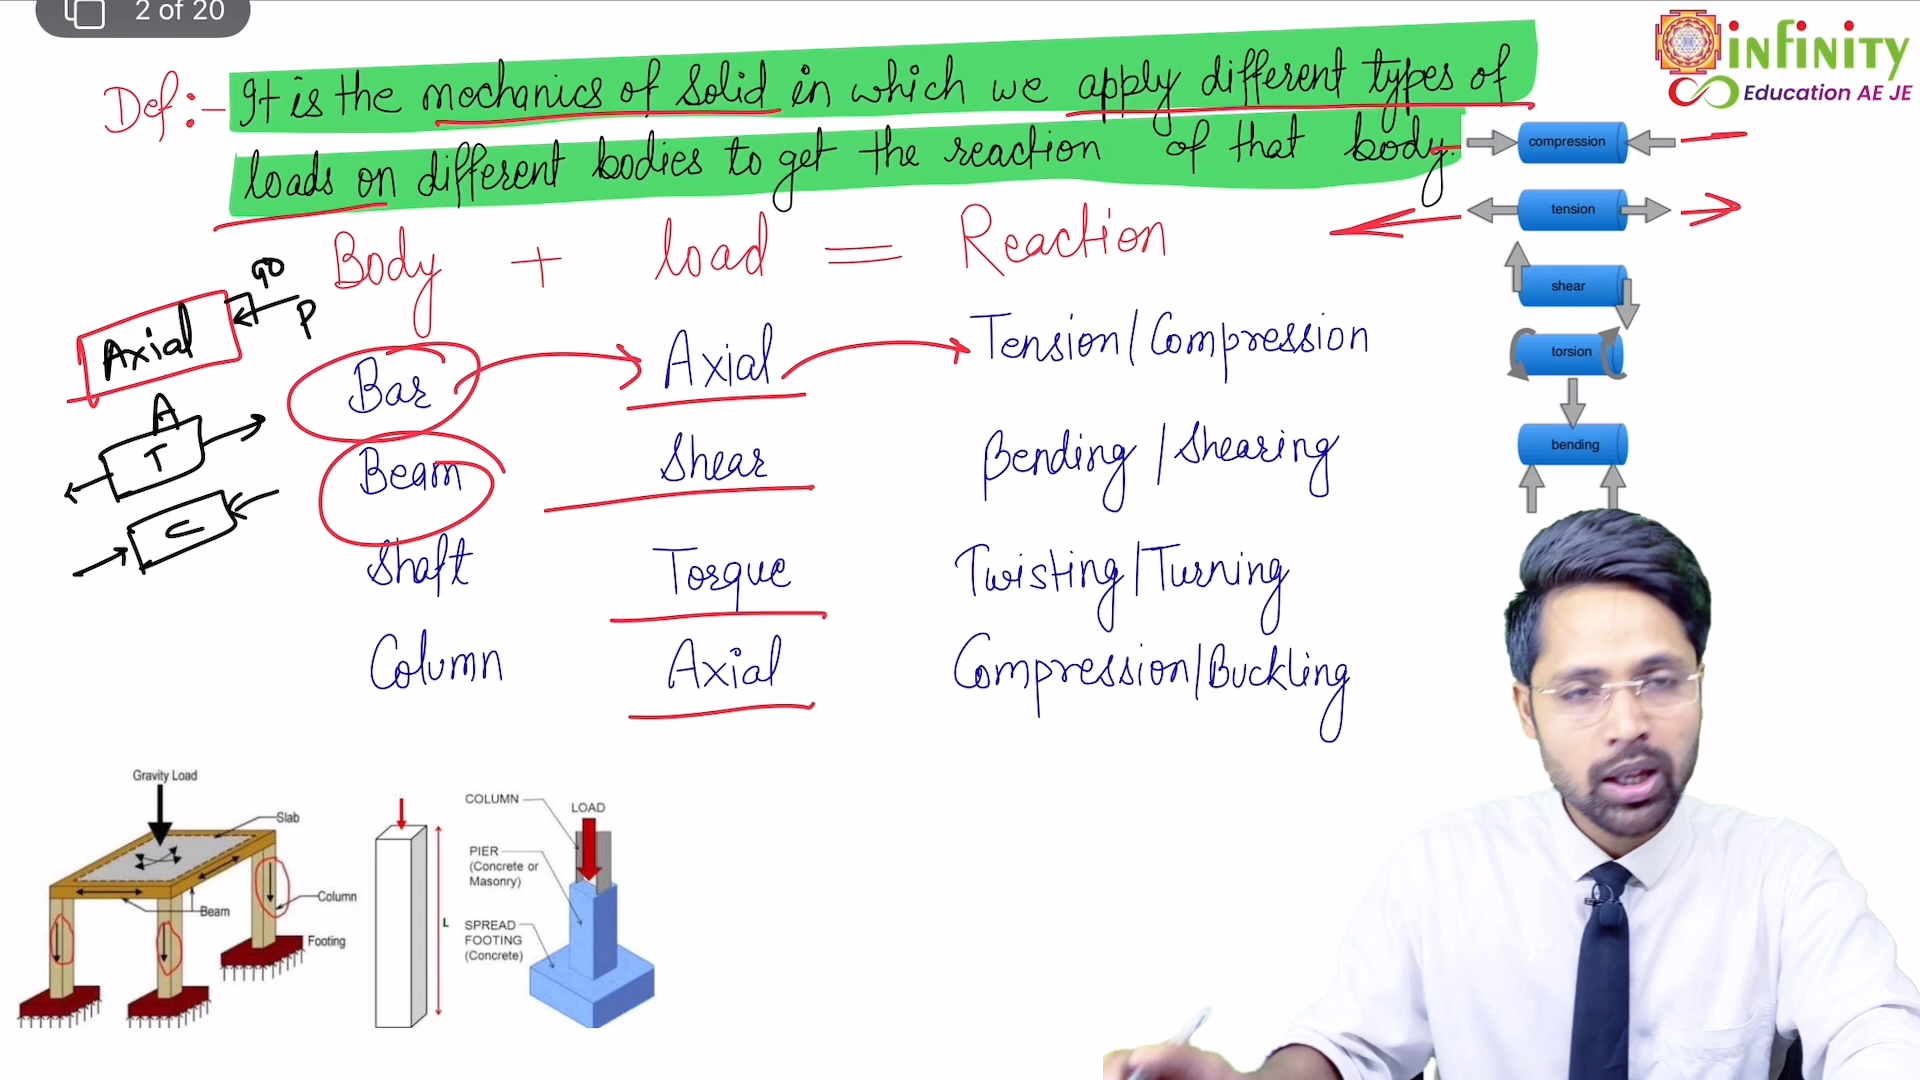 2 of 20
infinity
Education AE JE
Def:- It is the mechanics of Solid in which we apply different types of
loads on different bodies to get the reaction of that body.
Body + load = Reaction
Axial
90
P
A
T
C
Bar Axial Tension/Compression
Beam Shear Bending/Shearing
Shaft Torque Twisting/Turning
Column Axial Compression/Buckling
compression
tension
shear
torsion
bending
Gravity Load
Slab
Column
Beam
Footing
L
COLUMN
LOAD
PIER
(Concrete or
Masonry)
SPREAD
FOOTING
(Concrete)